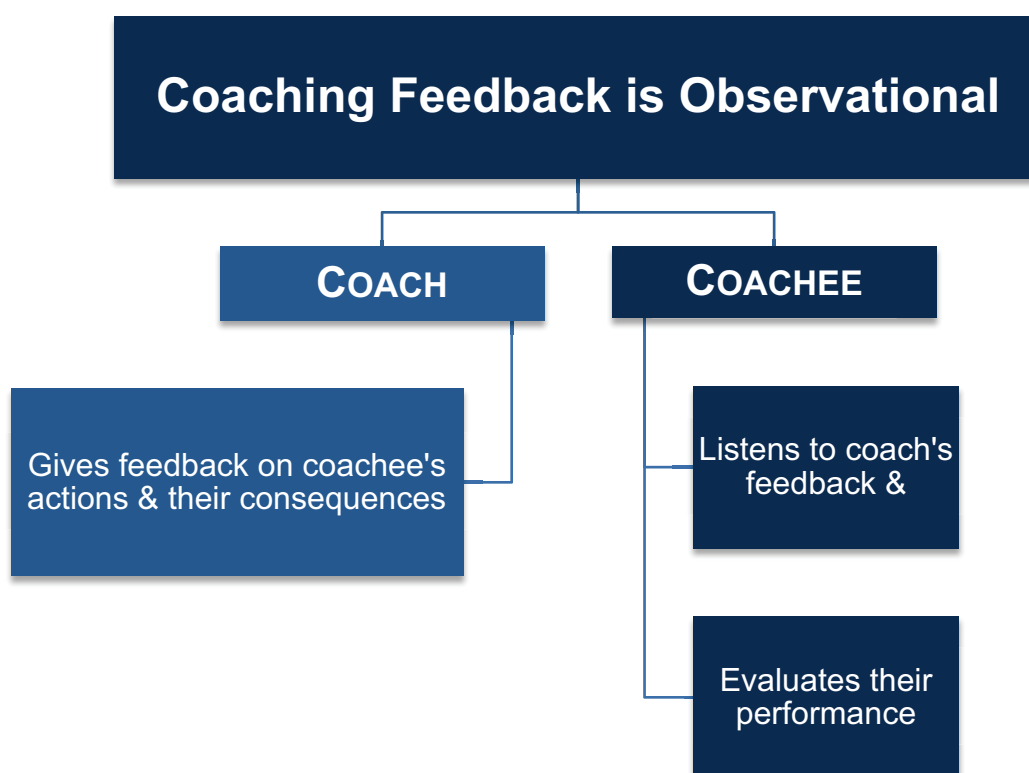 Coaching Feedback is Observational
COACH
COACHEE
Gives feedback on coachee's
actions & their consequences
Listens to coach's
feedback &
Evaluates their
performance